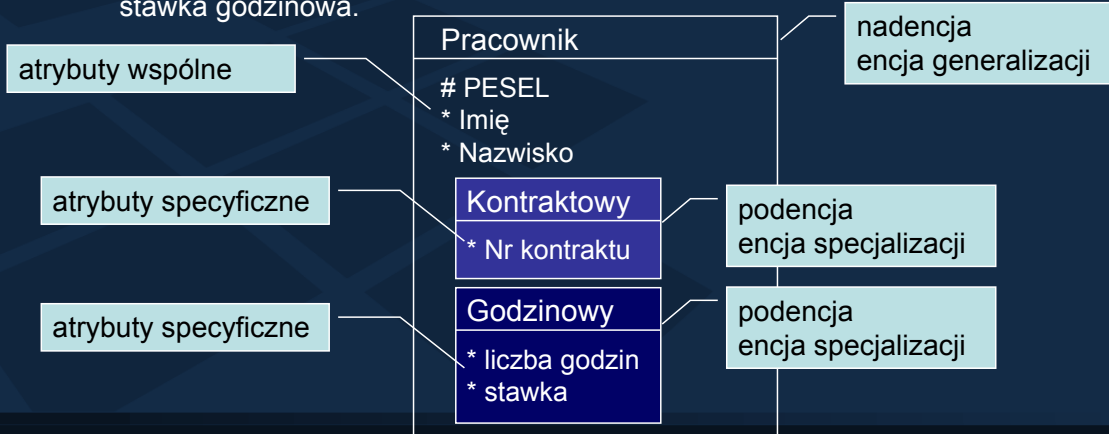 stawka godzinowa.
Pracownik
nadencja
encja generalizacji
atrybuty wspólne
# PESEL
* Imię
* Nazwisko
atrybuty specyficzne
Kontraktowy
* Nr kontraktu
podencja
encja specjalizacji
atrybuty specyficzne
Godzinowy
* liczba godzin
* stawka
podencja
encja specjalizacji